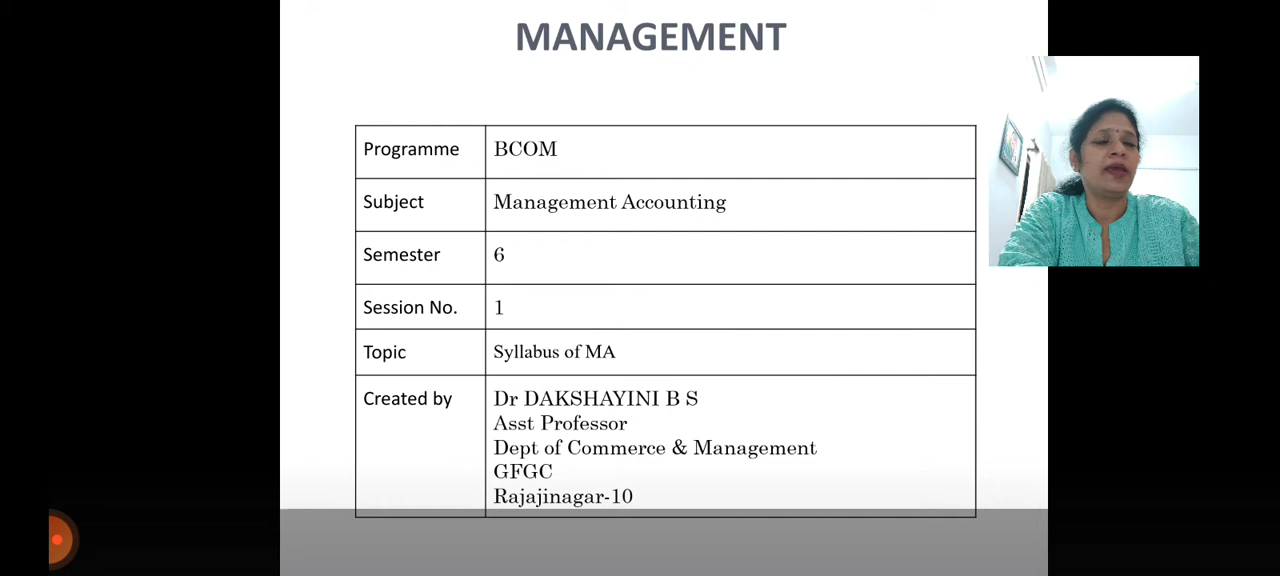 MANAGEMENT
Programme BCOM
Subject Management Accounting
Semester 6
Session No. 1
Topic Syllabus of MA
Created by Dr DAKSHAYINI B S
Asst Professor
Dept of Commerce & Management
GFGC
Rajajinagar-10